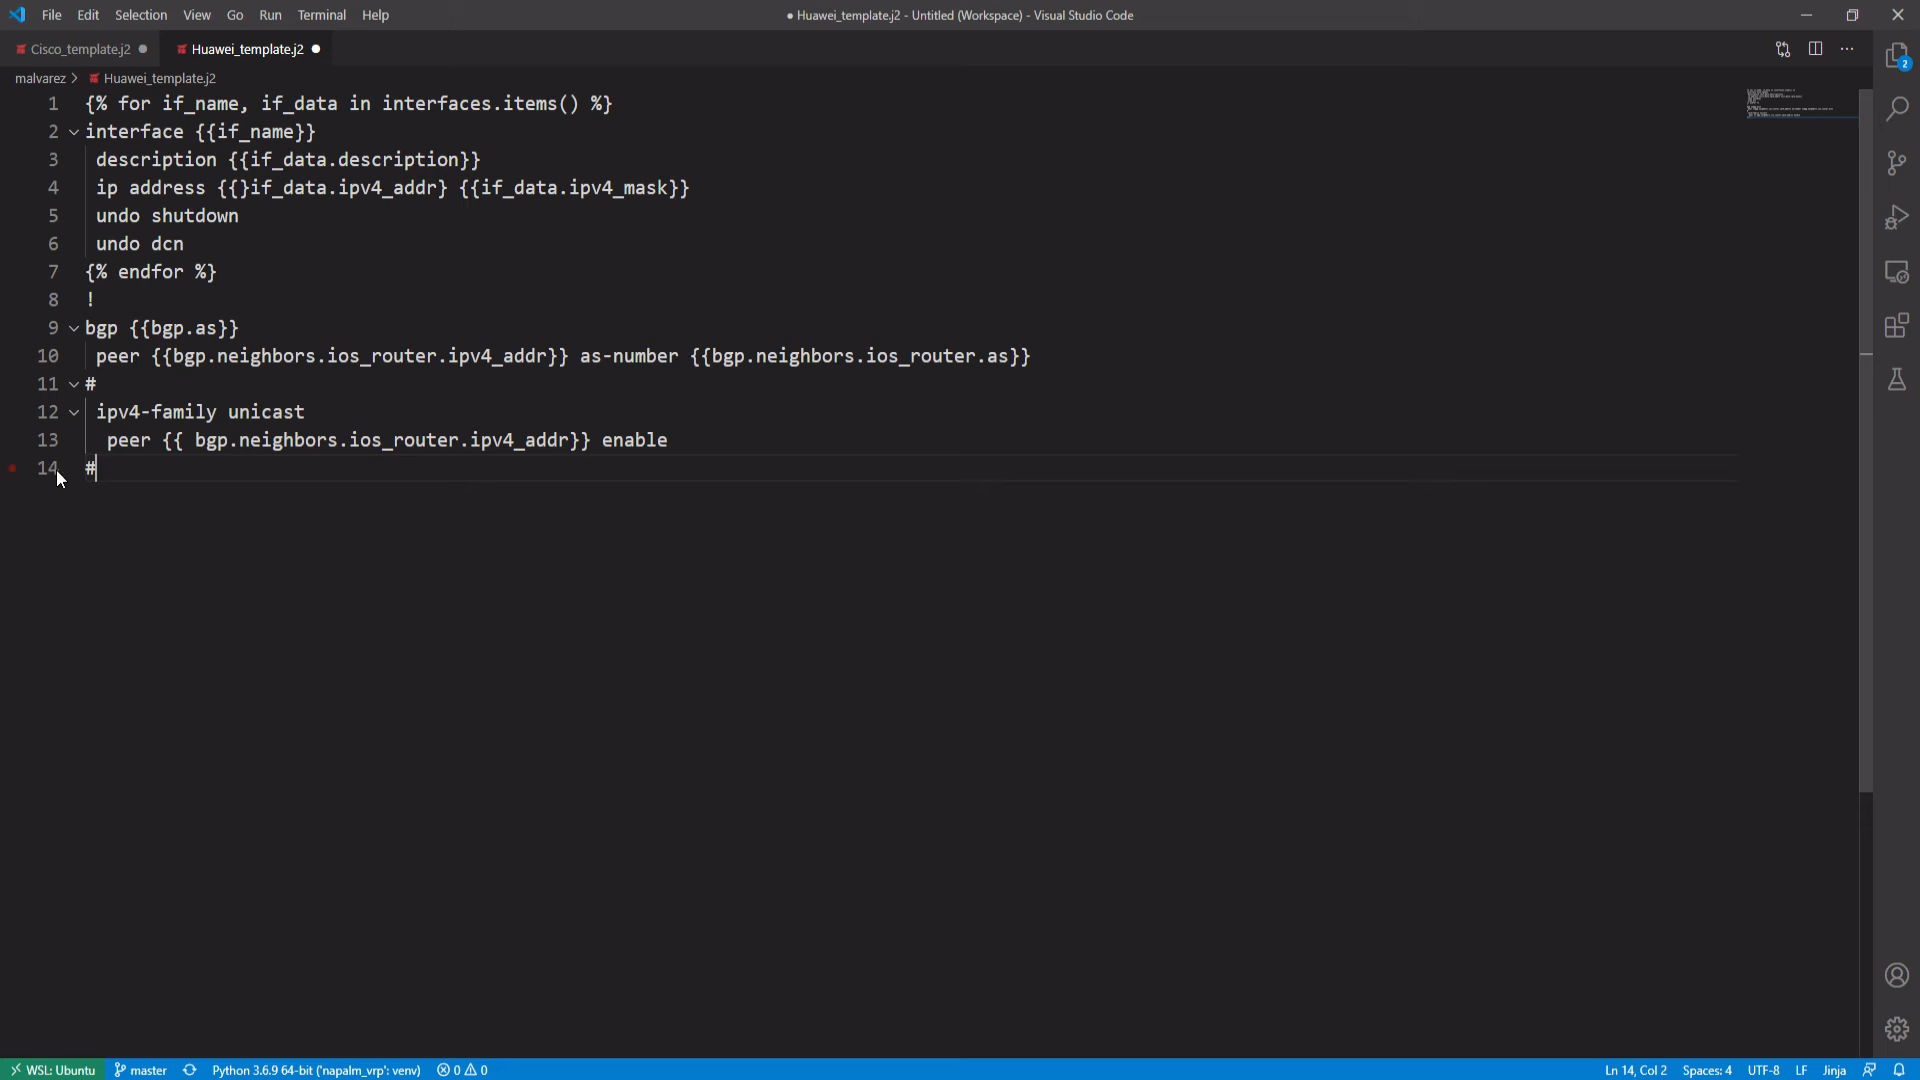 File Edit Selection View Go Run Terminal Help ● Huawei_template.j2 - Untitled (Workspace) - Visual Studio Code
Cisco_template.j2 ● Huawei_template.j2 ●
malvarez > Huawei_template.j2
1 {% for if_name, if_data in interfaces.items() %}
2 interface {{if_name}}
3 description {{if_data.description}}
4 ip address {{}if_data.ipv4_addr} {{if_data.ipv4_mask}}
5 undo shutdown
6 undo dcn
7 {% endfor %}
8 !
9 bgp {{bgp.as}}
10 peer {{bgp.neighbors.ios_router.ipv4_addr}} as-number {{bgp.neighbors.ios_router.as}}
11 #
12 ipv4-family unicast
13 peer {{ bgp.neighbors.ios_router.ipv4_addr}} enable
14 #
2
WSL: Ubuntu master Python 3.6.9 64-bit ('napalm_vrp': venv) 0 0 Ln 14, Col 2 Spaces: 4 UTF-8 LF Jinja